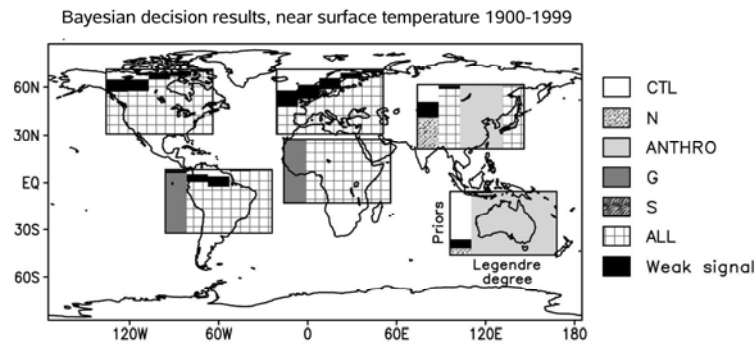 Bayesian decision results, near surface temperature 1900-1999
60N
30N
EQ
30S
60S
120W
60W
0
60E
120E
180
Priors
Legendre
degree
CTL
N
ANTHRO
G
S
ALL
Weak signal